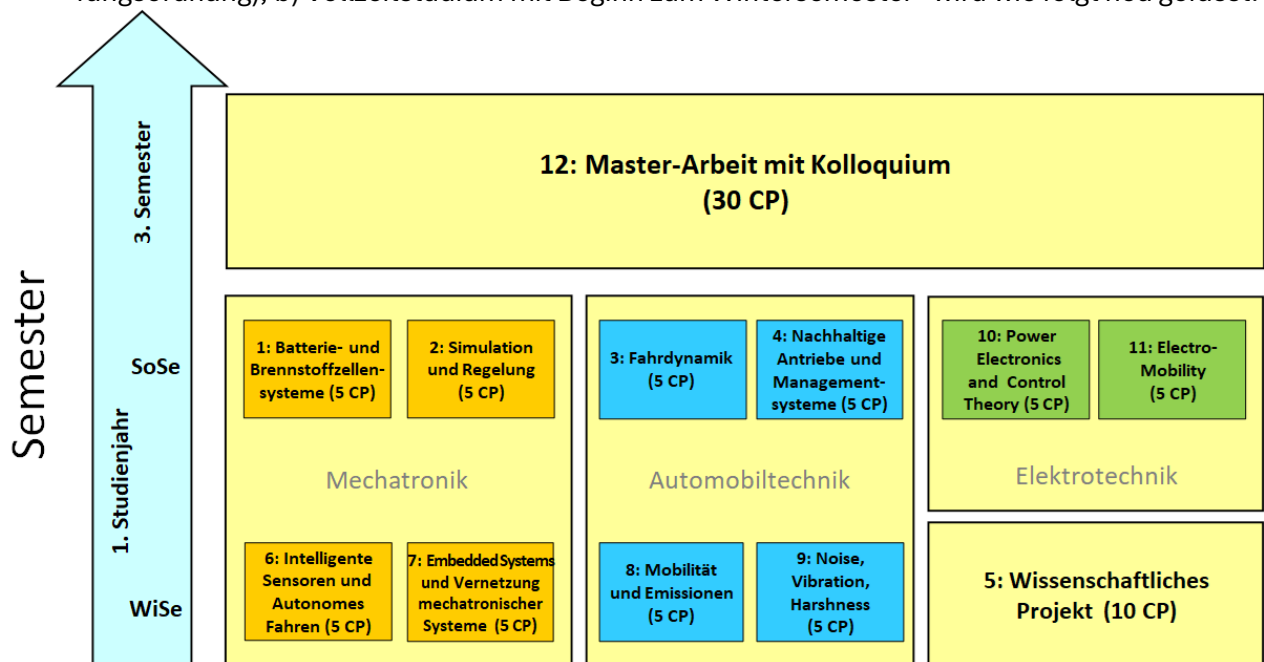 rungsordnung), b) Vollzeitstudium mit Beginn zum Wintersemester“ wird wie folgt neu gefasst:
Semester
3. Semester
12: Master-Arbeit mit Kolloquium
(30 CP)
1. Studienjahr
SoSe
1: Batterie- und
Brennstoffzellen-
systeme (5 CP)
2: Simulation
und Regelung
(5 CP)
3: Fahrdynamik
(5 CP)
4: Nachhaltige
Antriebe und
Management-
systeme (5 CP)
10: Power
Electronics
and Control
Theory (5 CP)
11: Electro-
Mobility
(5 CP)
Mechatronik
Automobiltechnik
Elektrotechnik
WiSe
6: Intelligente
Sensoren und
Autonomes
Fahren (5 CP)
7: Embedded Systems
und Vernetzung
mechatronischer
Systeme (5 CP)
8: Mobilität
und Emissionen
(5 CP)
9: Noise,
Vibration,
Harshness
(5 CP)
5: Wissenschaftliches
Projekt (10 CP)